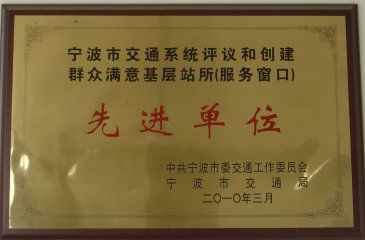 宁波市交通系统评议和创建
群众满意基层站所(服务窗口)
先进单位
中共宁波市委交通工作委员会
宁波市交通局
二〇一〇年三月